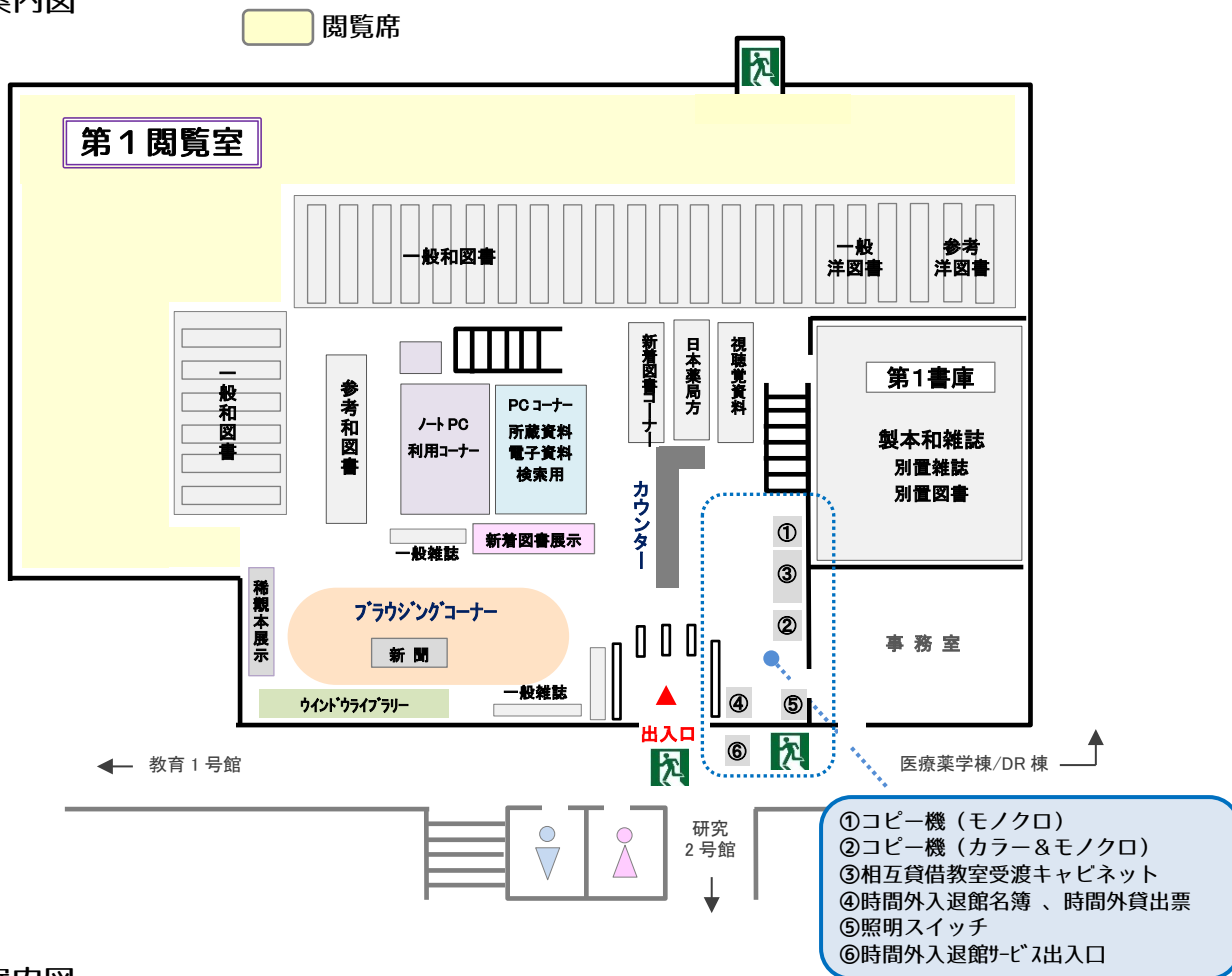 案内図
閲覧席
第1閲覧室
一般和図書
一般
洋図書
参考
洋図書
一般和図書
参考和図書
ノートPC
利用コーナー
PCコーナー
所蔵資料
電子資料
検索用
新着図書コーナー
日本薬局方
視聴覚資料
第1書庫
製本和雑誌
別置雑誌
別置図書
カウンター
一般雑誌
新着図書展示
①
③
②
稀覯本展示
ブラウジングコーナー
新聞
事務室
ウインドウライブラリー
一般雑誌
④
⑤
出入口
⑥
← 教育1号館
医療薬学棟/DR棟
研究
2号館
①コピー機（モノクロ）
②コピー機（カラー＆モノクロ）
③相互貸借教室受渡キャビネット
④時間外入退館名簿 、時間外貸出票
⑤照明スイッチ
⑥時間外入退館サービス出入口